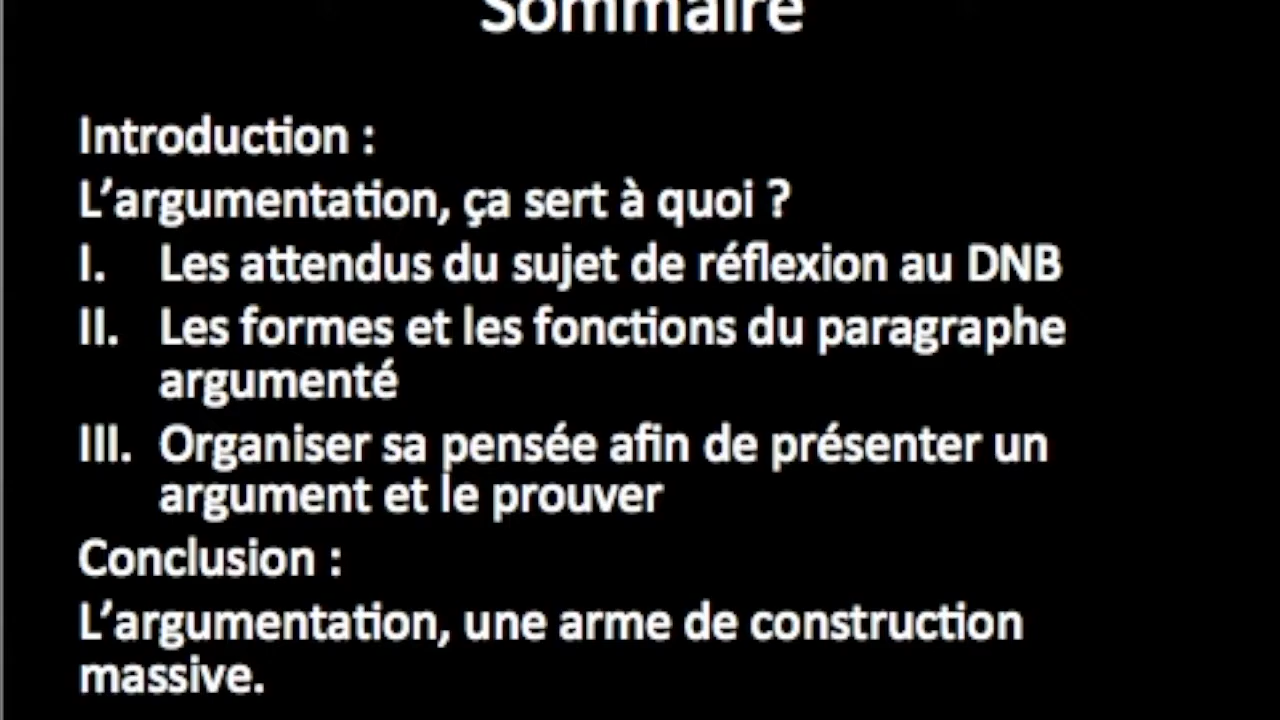 Sommaire
Introduction :
L’argumentation, ça sert à quoi ?
I. Les attendus du sujet de réflexion au DNB
II. Les formes et les fonctions du paragraphe
argumenté
III. Organiser sa pensée afin de présenter un
argument et le prouver
Conclusion :
L’argumentation, une arme de construction
massive.